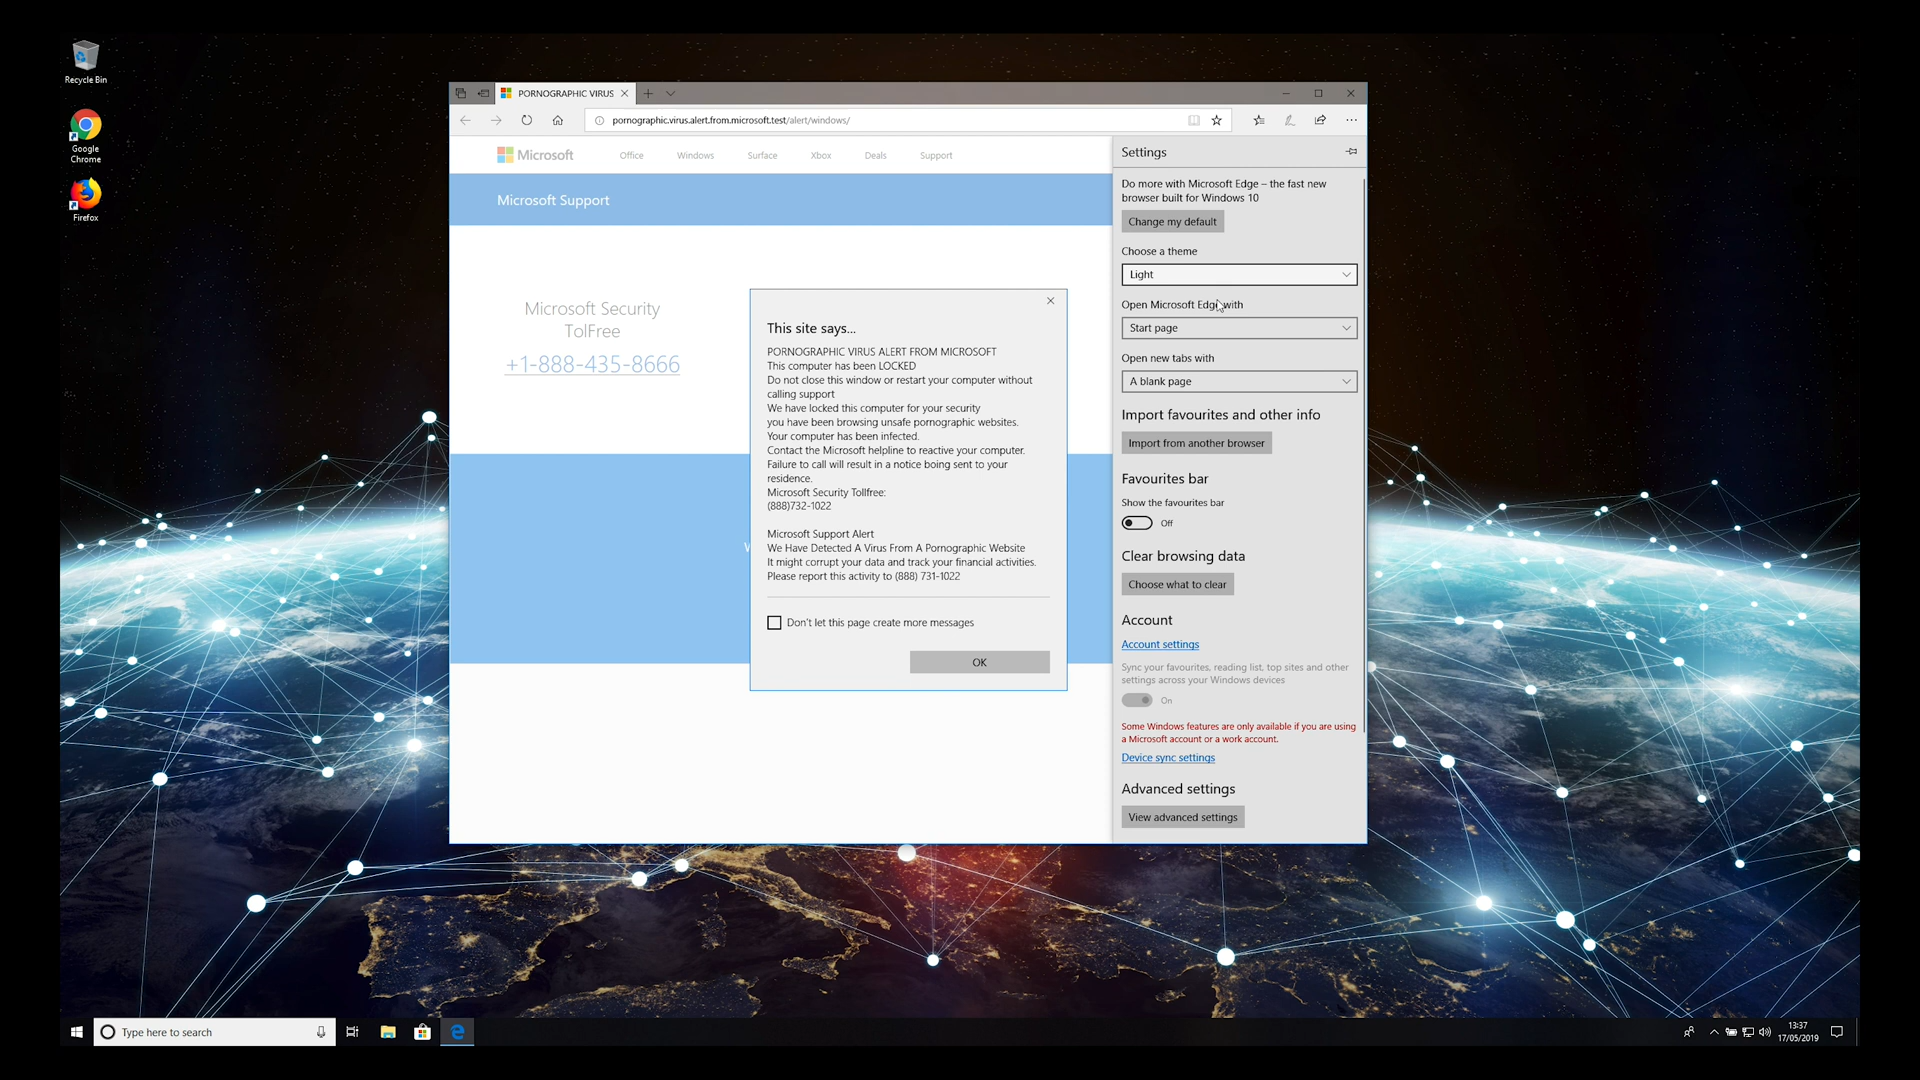 Recycle Bin
Google
Chrome
Firefox
PORNOGRAPHIC VIRUS
pornographic.virus.alert.from.microsoft.test/alert/windows/
Microsoft
Office
Windows
Surface
Xbox
Deals
Support
Microsoft Support
Microsoft Security
TolFree
+1-888-435-8666
W
This site says...
PORNOGRAPHIC VIRUS ALERT FROM MICROSOFT
This computer has been LOCKED
Do not close this window or restart your computer without
calling support
We have locked this computer for your security
you have been browsing unsafe pornographic websites.
Your computer has been infected.
Contact the Microsoft helpline to reactive your computer.
Failure to call will result in a notice boing sent to your
residence.
Microsoft Security Tollfree:
(888)732-1022
Microsoft Support Alert
We Have Detected A Virus From A Pornographic Website
It might corrupt your data and track your financial activities.
Please report this activity to (888) 731-1022
Don't let this page create more messages
OK
Settings
Do more with Microsoft Edge – the fast new
browser built for Windows 10
Change my default
Choose a theme
Light
Open Microsoft Edge with
Start page
Open new tabs with
A blank page
Import favourites and other info
Import from another browser
Favourites bar
Show the favourites bar
Off
Clear browsing data
Choose what to clear
Account
Account settings
Sync your favourites, reading list, top sites and other
settings across your Windows devices
On
Some Windows features are only available if you are using
a Microsoft account or a work account.
Device sync settings
Advanced settings
View advanced settings
Type here to search
13:37
17/05/2019